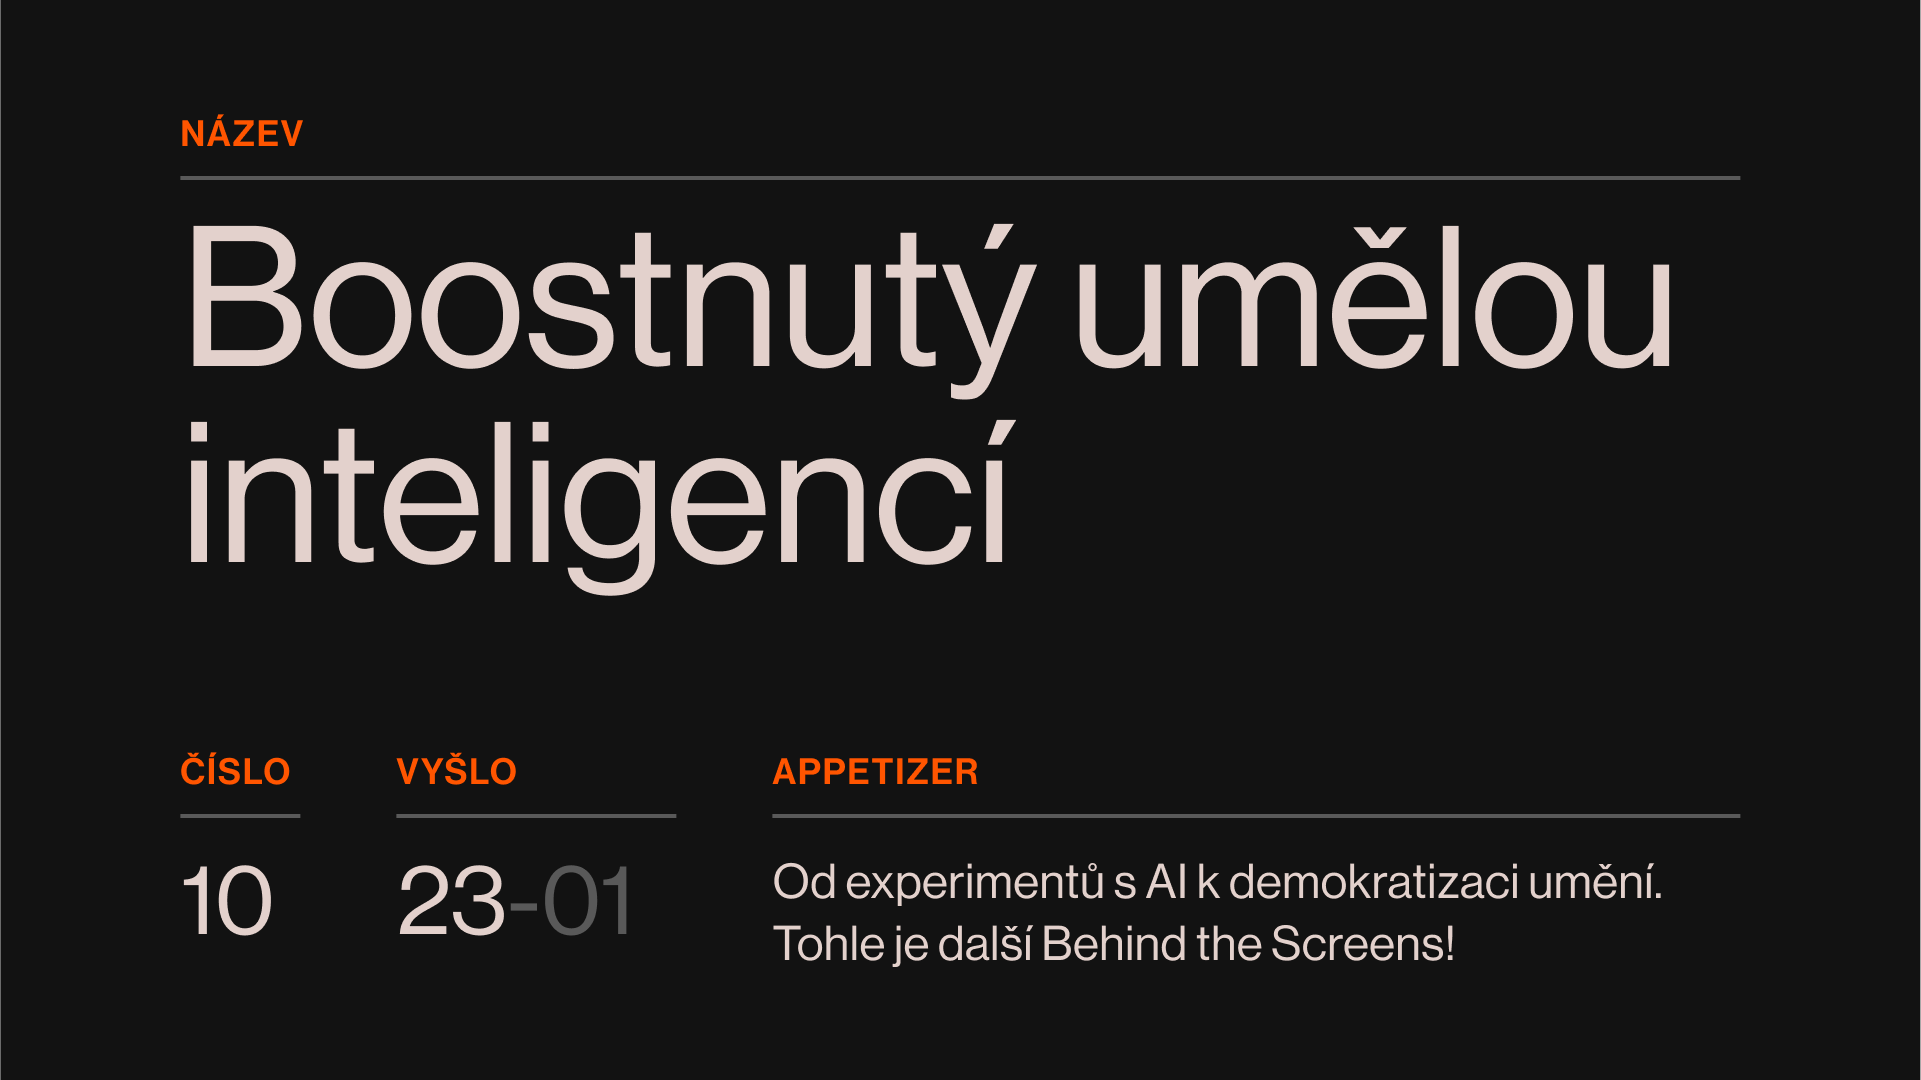 NÁZEV
Boostnutý umělou
inteligencí
ČÍSLO
10
VYŠLO
23-01
APPETIZER
Od experimentů s AI k demokratizaci umění.
Tohle je další Behind the Screens!